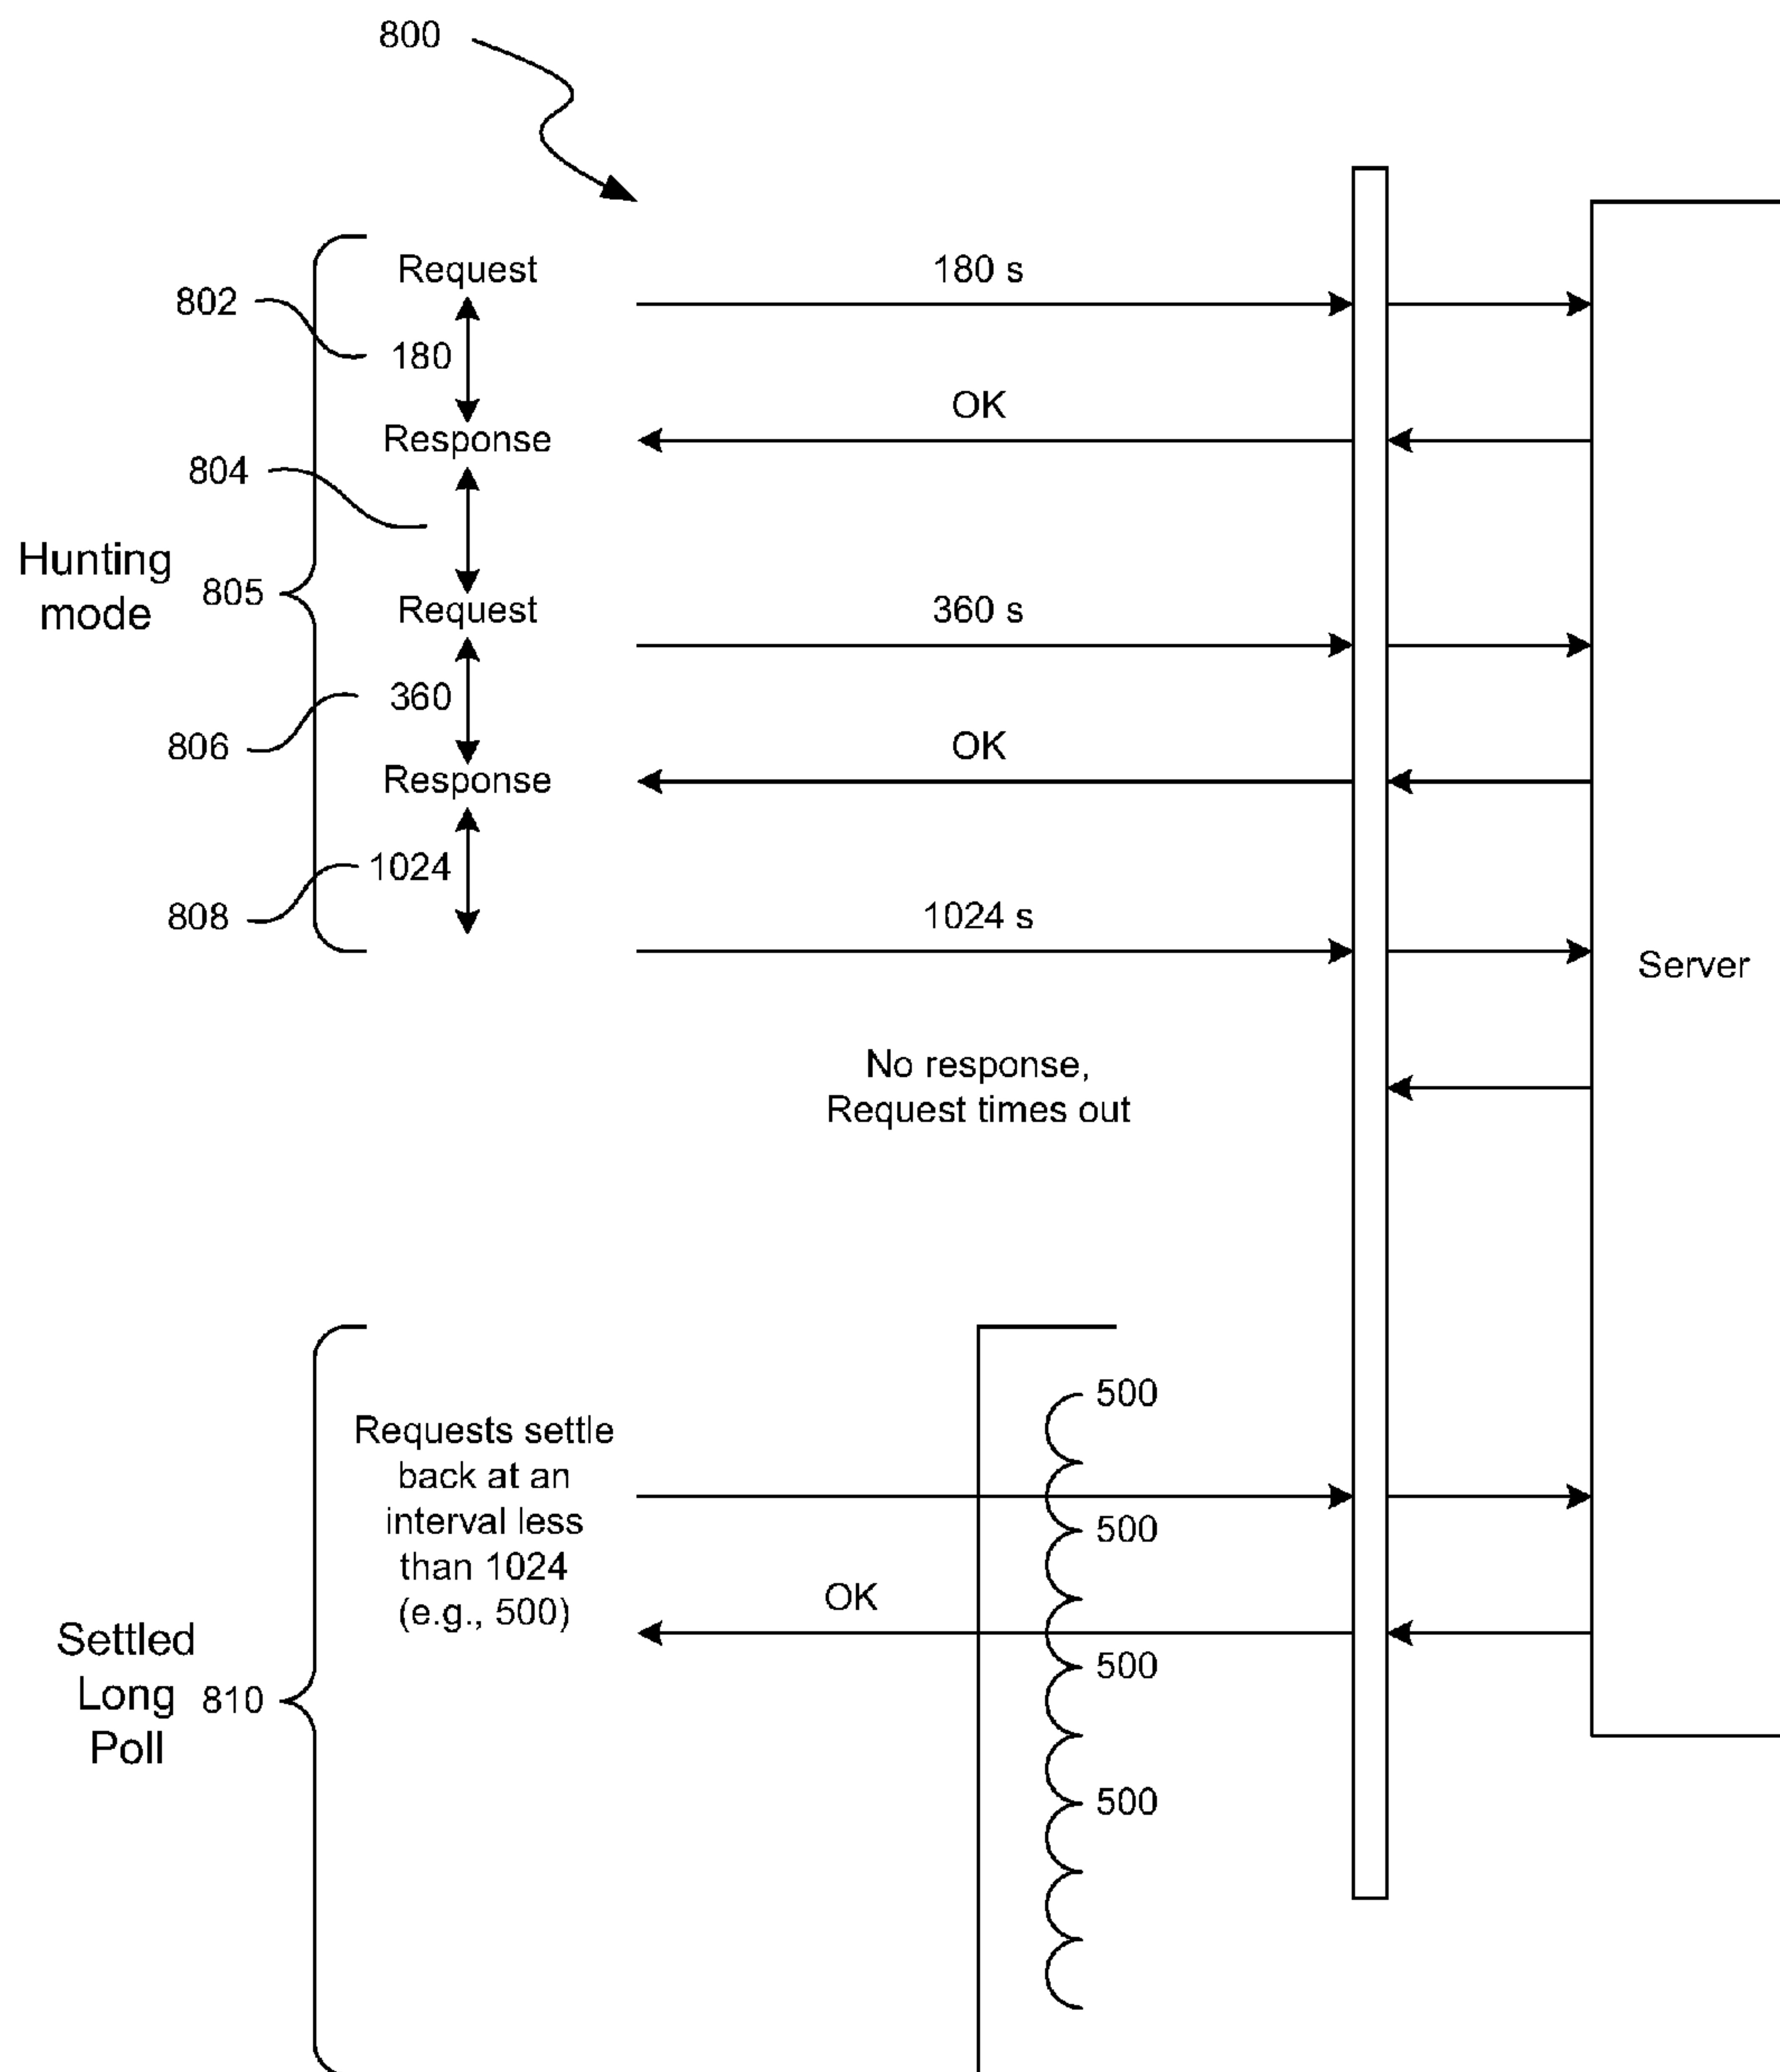 800
Request
180 s
802
180
OK
Response
804
Hunting
mode
805
Request
360 s
360
806
OK
Response
1024
808
1024 s
Server
No response,
Request times out
500
Requests settle
back at an
interval less
than 1024
(e.g., 500)
500
OK
Settled
Long
Poll
810
500
500